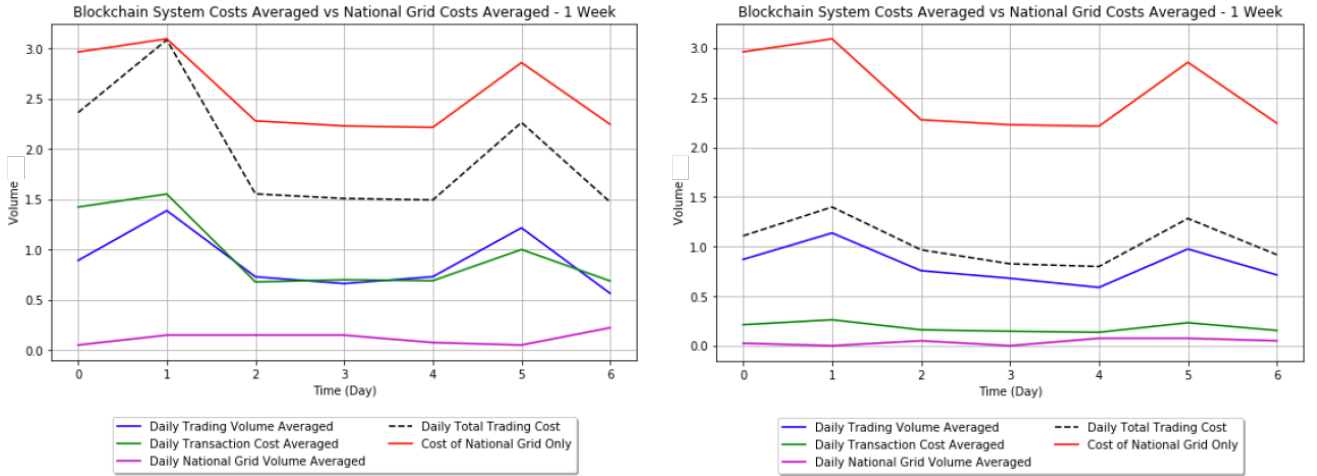 Blockchain System Costs Averaged vs National Grid Costs Averaged - 1 Week
3.0
2.5
2.0
1.5
1.0
0.5
0.0
Volume
0 1 2 3 4 5 6
Time (Day)
Daily Trading Volume Averaged
Daily Transaction Cost Averaged
Daily National Grid Volume Averaged
Daily Total Trading Cost
Cost of National Grid Only
Blockchain System Costs Averaged vs National Grid Costs Averaged - 1 Week
3.0
2.5
2.0
1.5
1.0
0.5
0.0
Volume
0 1 2 3 4 5 6
Time (Day)
Daily Trading Volume Averaged
Daily Transaction Cost Averaged
Daily National Grid Volume Averaged
Daily Total Trading Cost
Cost of National Grid Only